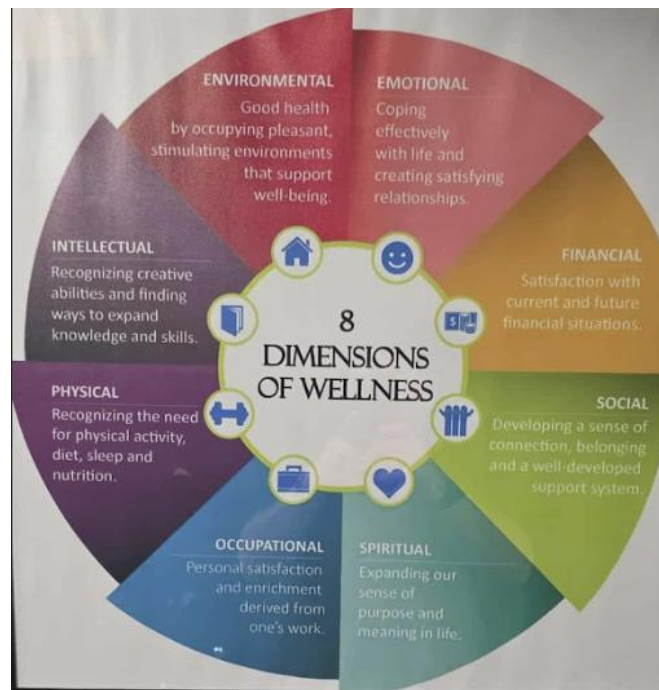 8
DIMENSIONS
OF WELLNESS
ENVIRONMENTAL
Good health
by occupying pleasant,
stimulating environments
that support
well-being.
EMOTIONAL
Coping
effectively
with life and
creating satisfying
relationships.
FINANCIAL
Satisfaction with
current and future
financial situations.
SOCIAL
Developing a sense of
connection, belonging
and a well-developed
support system.
SPIRITUAL
Expanding our
sense of
purpose and
meaning in life.
OCCUPATIONAL
Personal satisfaction
and enrichment
derived from
one's work.
PHYSICAL
Recognizing the need
for physical activity,
diet, sleep and
nutrition.
INTELLECTUAL
Recognizing creative
abilities and finding
ways to expand
knowledge and skills.
$